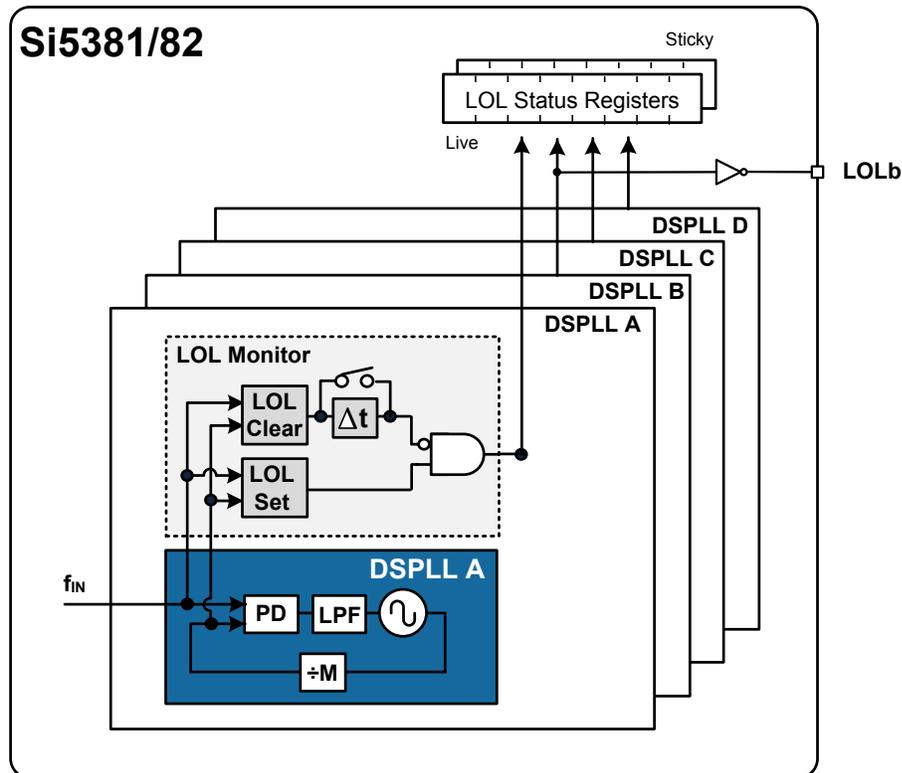 Si5381/82
Sticky
LOL Status Registers
Live
LOLb
DSPLL D
DSPLL C
DSPLL B
DSPLL A
LOL Monitor
LOL
Clear
Δt
LOL
Set
DSPLL A
fIN
PD
LPF
÷M